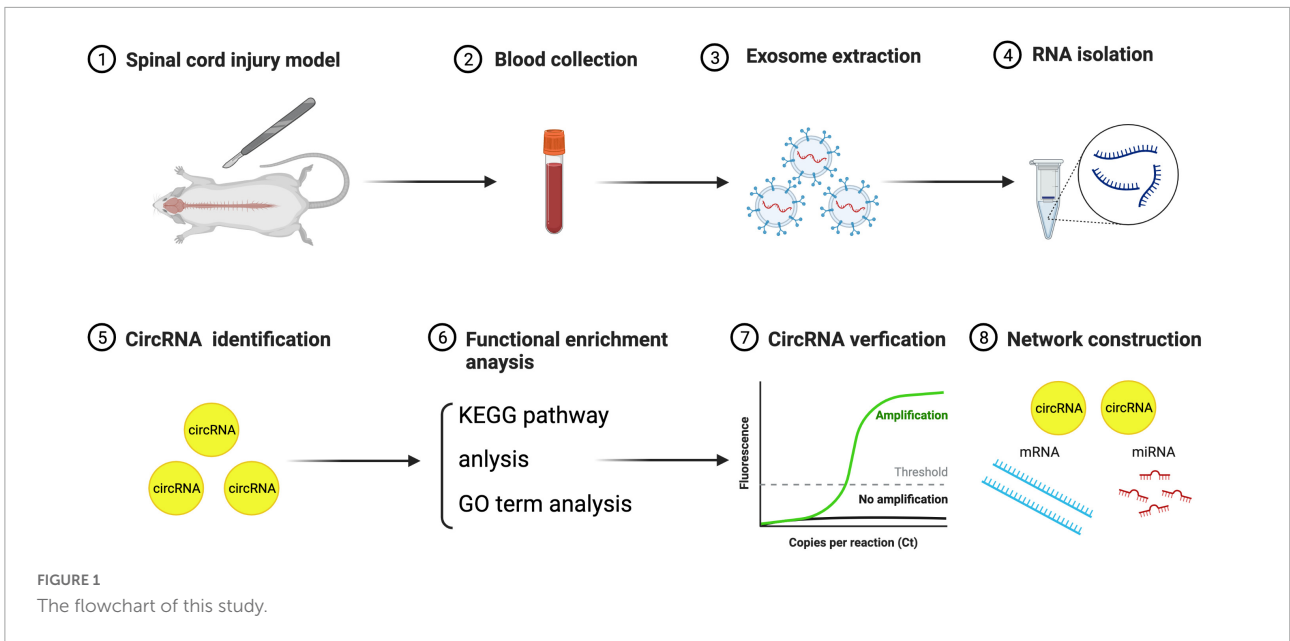 ① Spinal cord injury model
② Blood collection
③ Exosome extraction
④ RNA isolation
⑤ CircRNA identification
circRNA
circRNA
circRNA
⑥ Functional enrichment
anaysis
KEGG pathway
anlysis
GO term analysis
⑦ CircRNA verfication
Fluorescence
Amplification
Threshold
No amplification
Copies per reaction (Ct)
⑧ Network construction
circRNA
circRNA
mRNA
miRNA
FIGURE 1
The flowchart of this study.